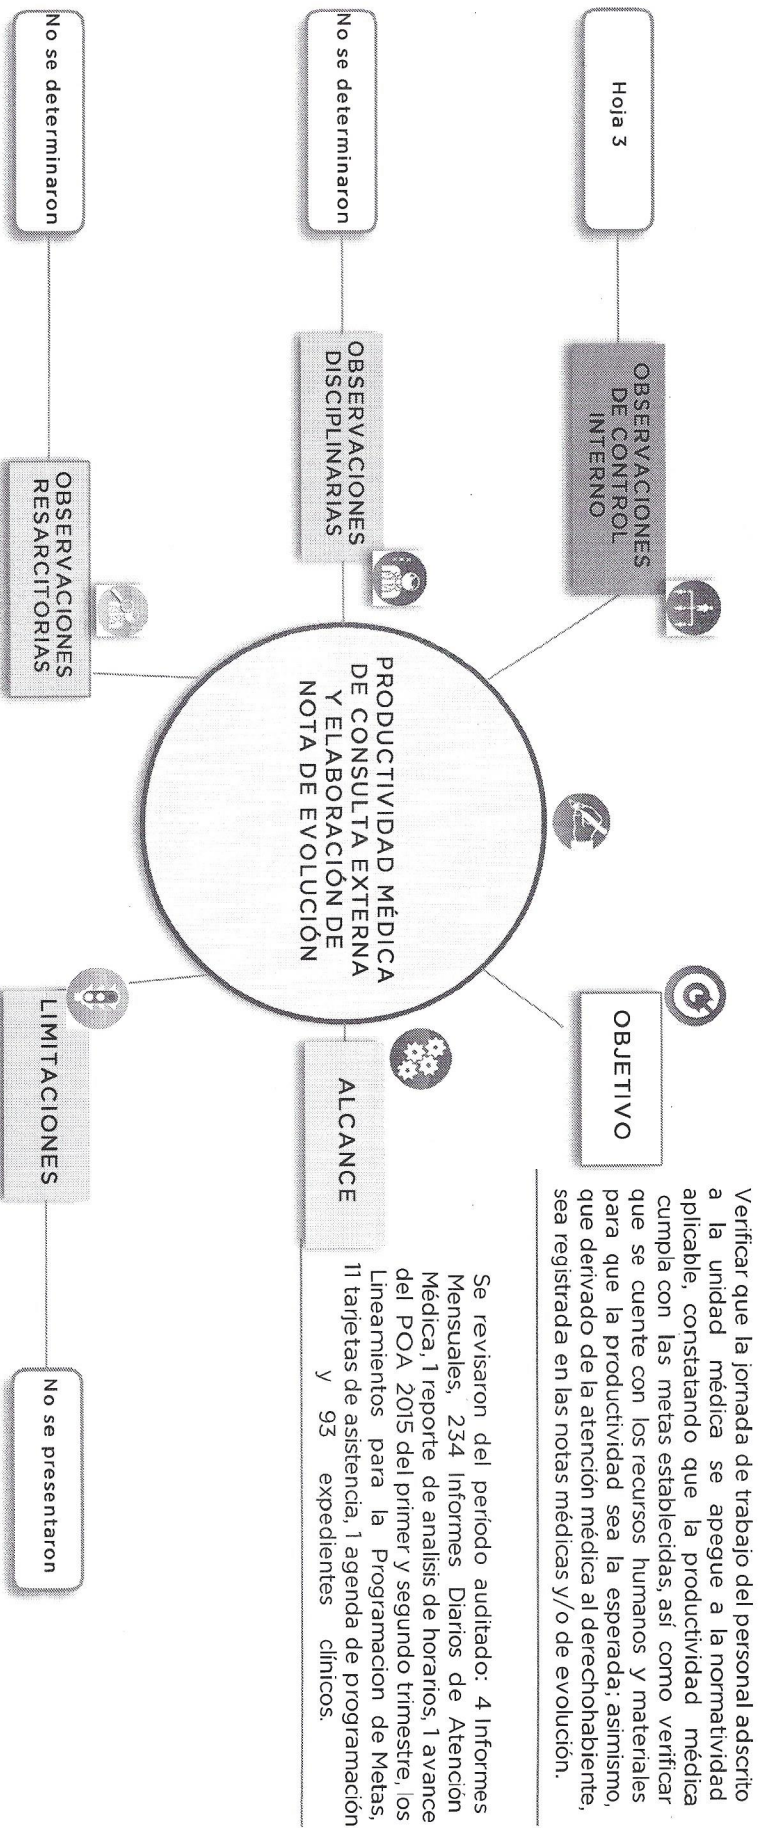 Hoja 3
OBSERVACIONES
DE CONTROL
INTERNO
No se determinaron
OBSERVACIONES
DISCIPLINARIAS
No se determinaron
OBSERVACIONES
RESARCITORIAS
PRODUCTIVIDAD MÉDICA
DE CONSULTA EXTERNA
Y ELABORACIÓN DE
NOTA DE EVOLUCIÓN
OBJETIVO
Verificar que la jornada de trabajo del personal adscrito
a la unidad médica se apegue a la normatividad
aplicable, constatando que la productividad médica
cumpla con las metas establecidas, así como verificar
que se cuente con los recursos humanos y materiales
para que la productividad sea la esperada; asimismo,
que derivado de la atención médica al derechohabiente,
sea registrada en las notas médicas y/o de evolución.
ALCANCE
Se revisaron del período auditado: 4 Informes
Mensuales, 234 Informes Diarios de Atención
Médica, 1 reporte de analisis de horarios, 1 avance
del POA 2015 del primer y segundo trimestre, los
Lineamientos para la Programacion de Metas,
11 tarjetas de asistencia, 1 agenda de programación
y 93 expedientes clínicos.
LIMITACIONES
No se presentaron